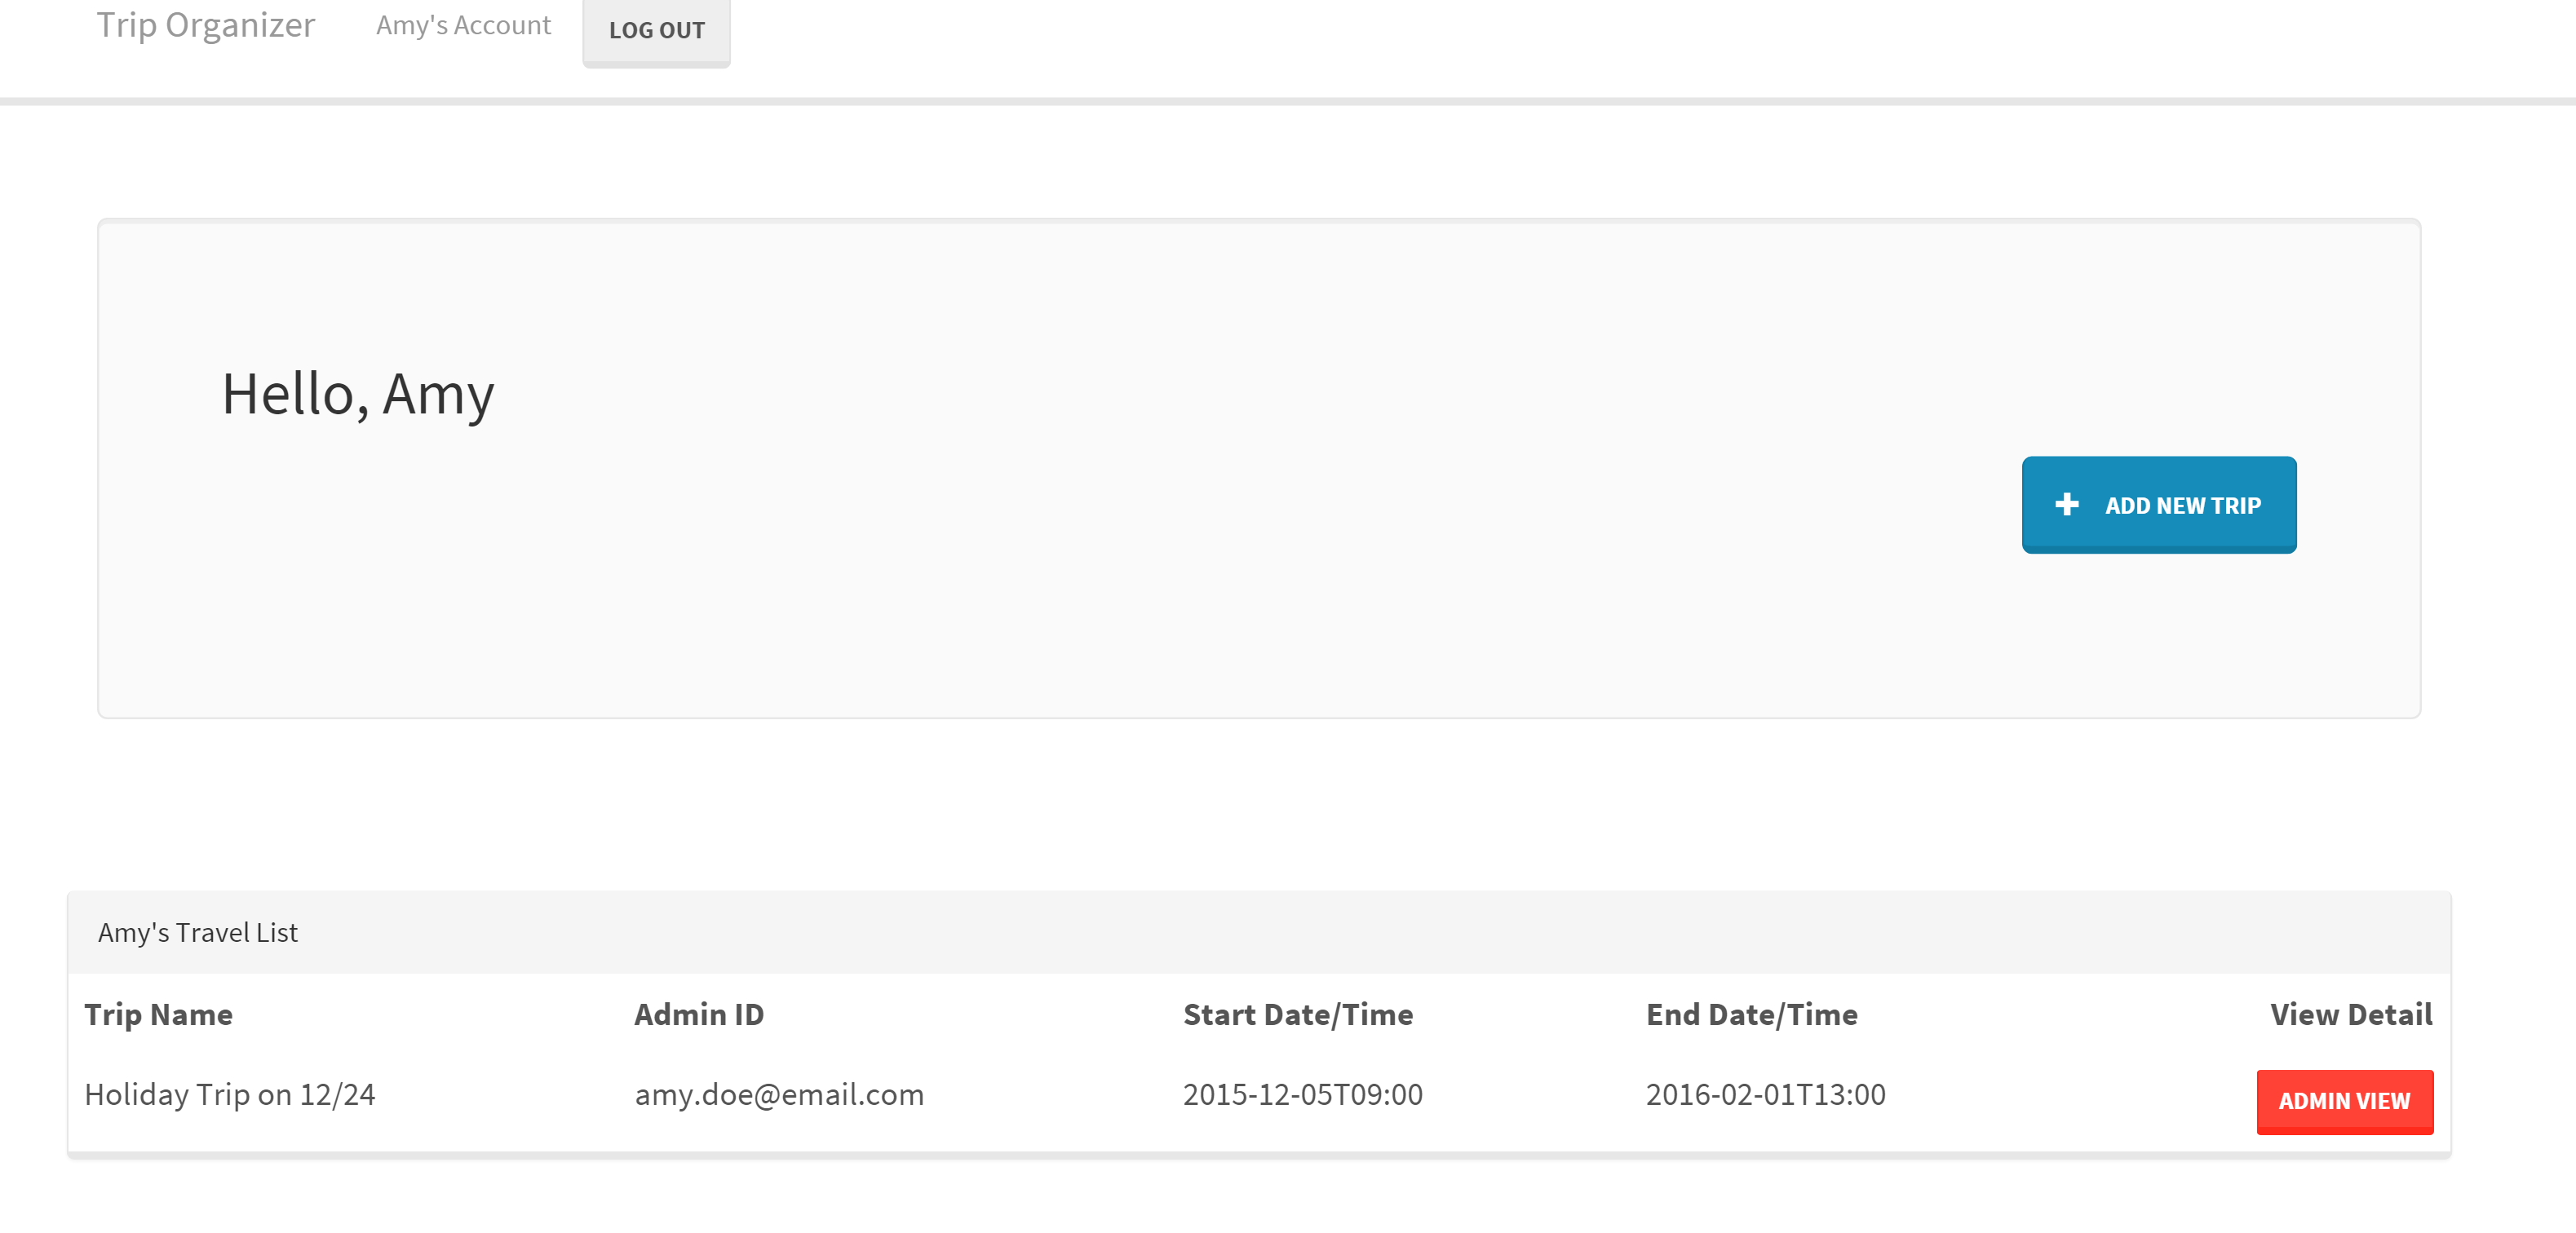 Trip Organizer Amy's Account LOG OUT
Hello, Amy
ADD NEW TRIP
Amy's Travel List
Trip Name Admin ID Start Date/Time End Date/Time View Detail
Holiday Trip on 12/24 amy.doe@email.com 2015-12-05T09:00 2016-02-01T13:00 ADMIN VIEW